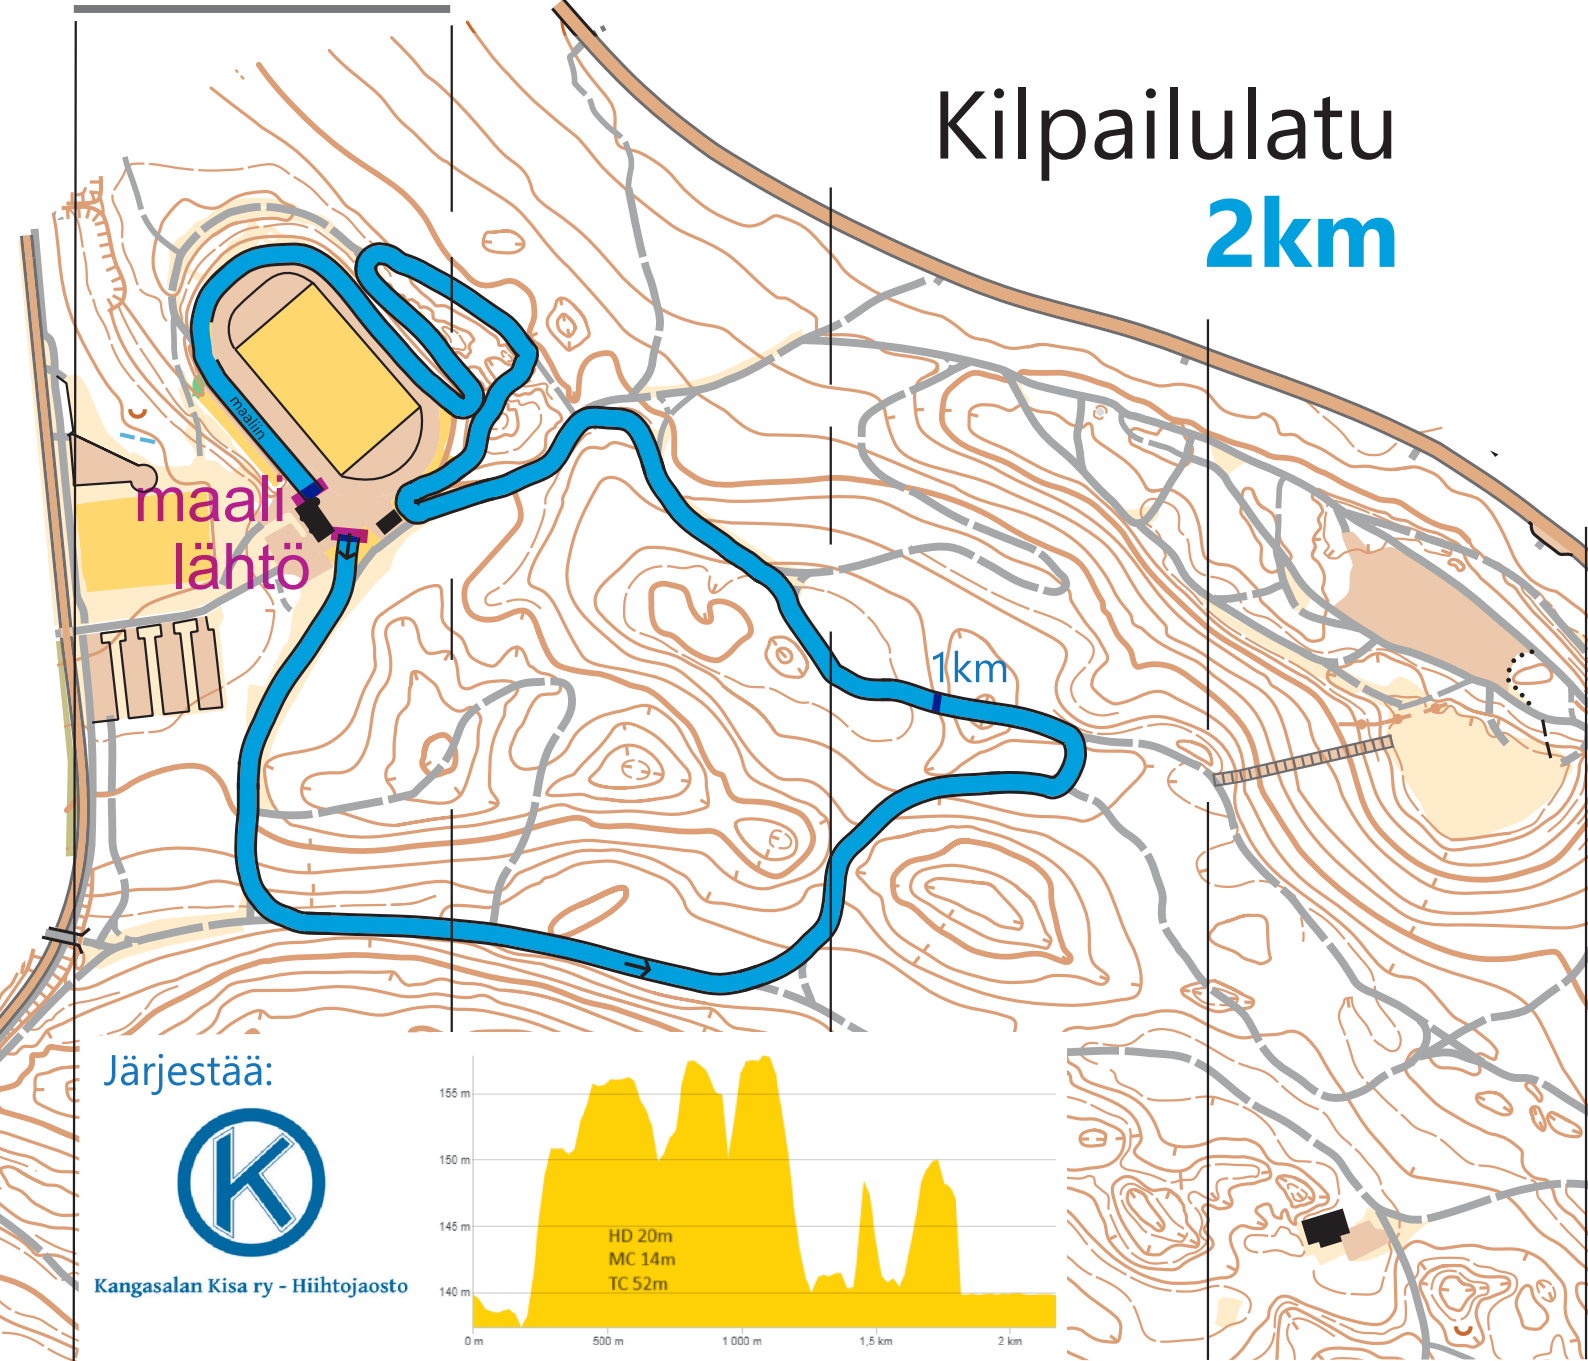 Kilpailulatu
2km
maaliin
maali
lähtö
1km
Järjestää:
K
Kangasalan Kisa ry - Hiihtojaosto
155 m
150 m
145 m
140 m
HD 20m
MC 14m
TC 52m
0 m
500 m
1 000 m
1,5 km
2 km